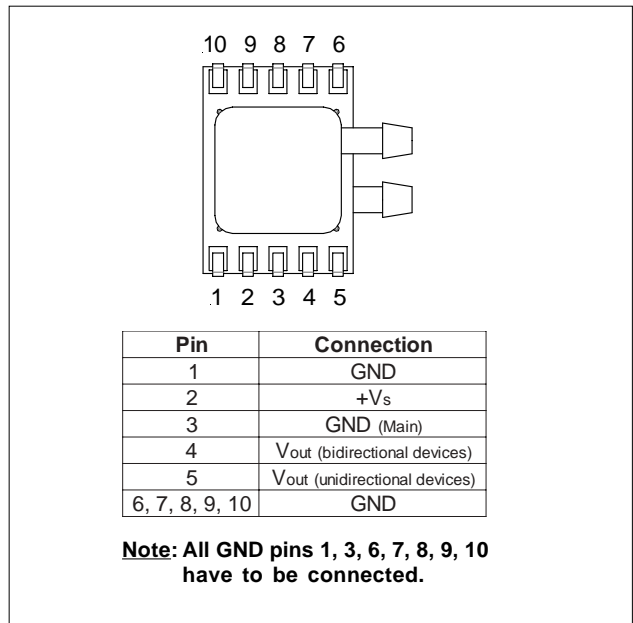 10 9 8 7 6
1 2 3 4 5
Pin Connection
1 GND
2 +Vs
3 GND (Main)
4 Vout (bidirectional devices)
5 Vout (unidirectional devices)
6, 7, 8, 9, 10 GND
Note: All GND pins 1, 3, 6, 7, 8, 9, 10
have to be connected.